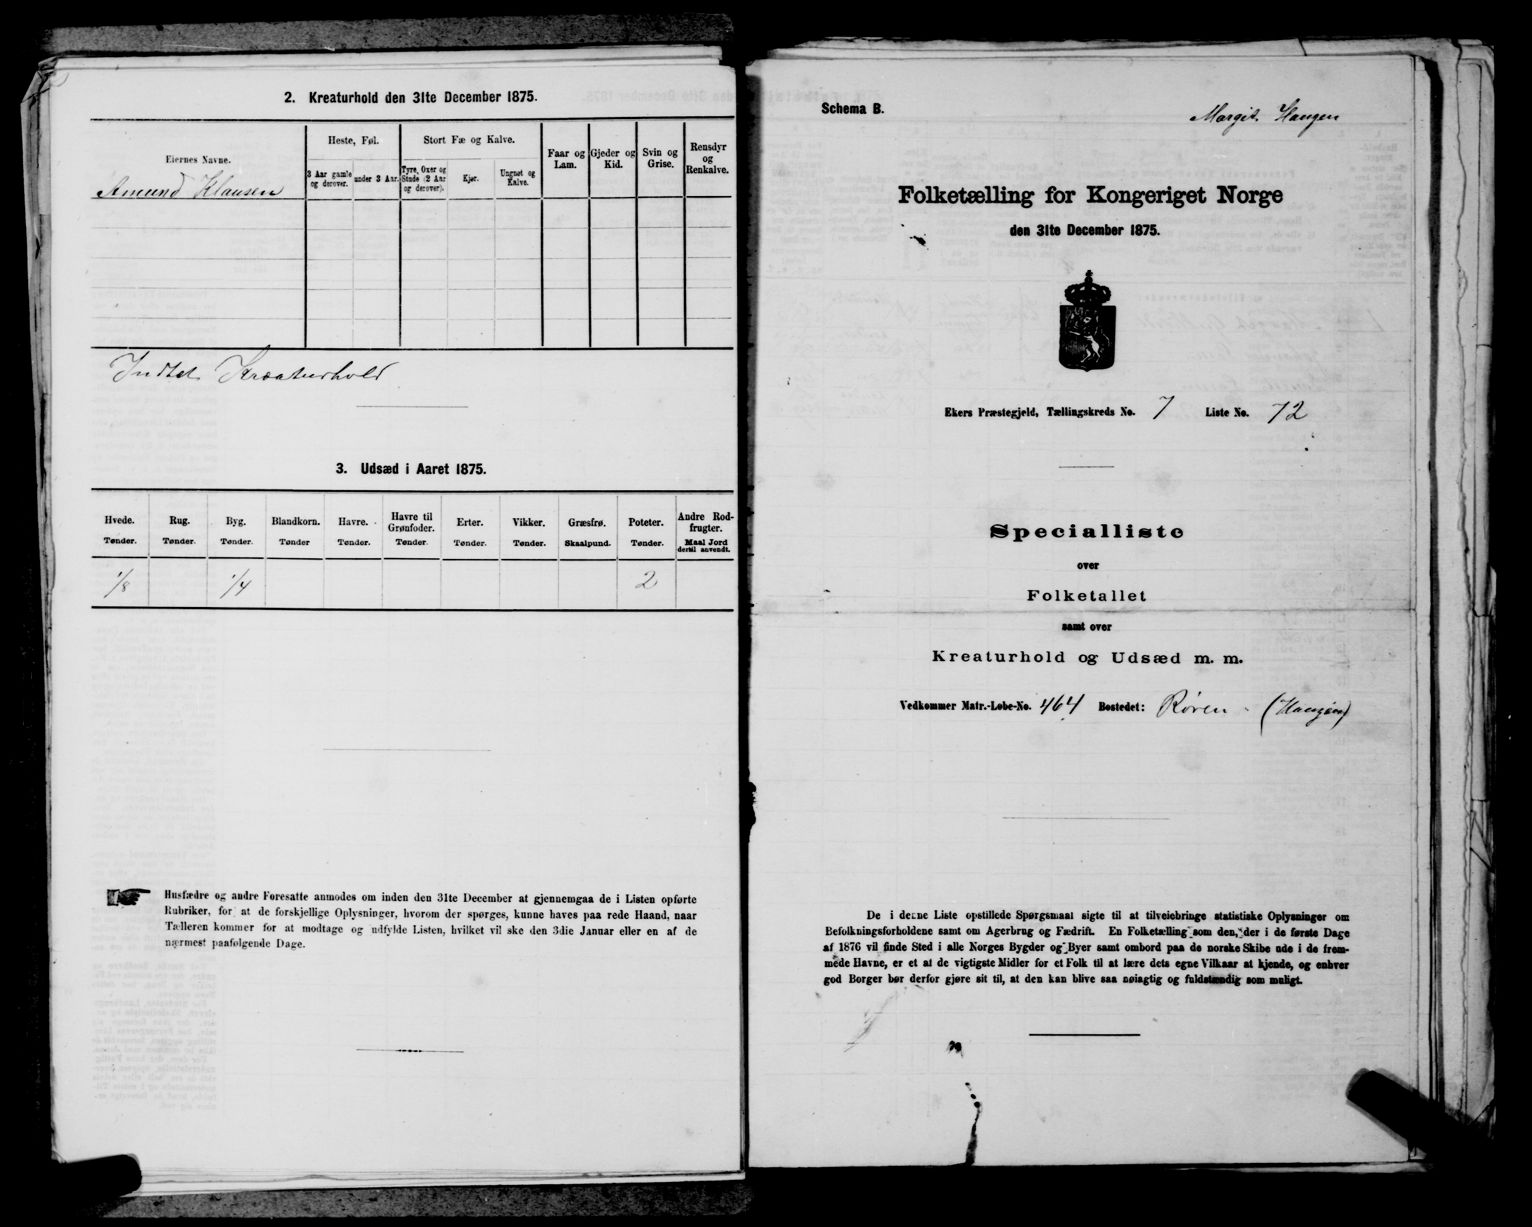 2. Kreaturhold den 31te December 1875.
Eiernes Navne.
Heste, Føl.
Stort Fæ og Kalve.
Faar og Lam.
Gjeder og Kid.
Svin og Grise.
Rensdyr og Renkalve.
3 Aar gamle og derover.
under 3 Aar.
Tyre, Oxer og Stude (2 Aar og derover).
Kjør.
Ungnøt og Kalve.
Amund Klausen
Indtet Kreaturhold
3. Udsæd i Aaret 1875.
Hvede. Rug. Byg. Blandkorn. Havre. Havre til Grønfoder. Erter. Vikker. Græsfrø. Poteter. Andre Rodfrugter.
Tønder. Tønder. Tønder. Tønder Tønder. Tønder. Tønder. Tønder. Skaalpund. Tønder. Maal Jord dertil anvendt.
1/8 1/4 2
Husfædre og andre Foresatte anmodes om inden den 31te December at gjennemgaa de i Listen opførte
Rubriker, for at de forskjellige Oplysninger, hvorom der spørges, kunne haves paa rede Haand, naar
Tælleren kommer for at modtage og udfylde Listen, hvilket vil ske den 3die Januar eller en af de
nærmest paafølgende Dage.
Schema B.
Margit Haugen
Folketælling for Kongeriget Norge
den 31te December 1875.
Ekers Præstegjeld, Tællingskreds No. 7 Liste No. 72
Specialliste
over
Folketallet
samt over
Kreaturhold og Udsæd m. m.
Vedkommer Matr.-Løbe-No. 464 Bostedet: Røren (Haugen)
De i denne Liste opstillede Spørgsmaal sigte til at tilveiebringe statistiske Oplysninger om
Befolkningsforholdene samt om Agerbrug og Fædrift. En Folketælling som den, der i de første Dage
af 1876 vil finde Sted i alle Norges Bygder og Byer samt ombord paa de norske Skibe ude i de frem-
mede Havne, er et af de vigtigste Midler for et Folk til at lære dets egne Vilkaar at kjende, og enhver
god Borger bør derfor gjøre sit til, at den kan blive saa nøiagtig og fuldstændig som muligt.